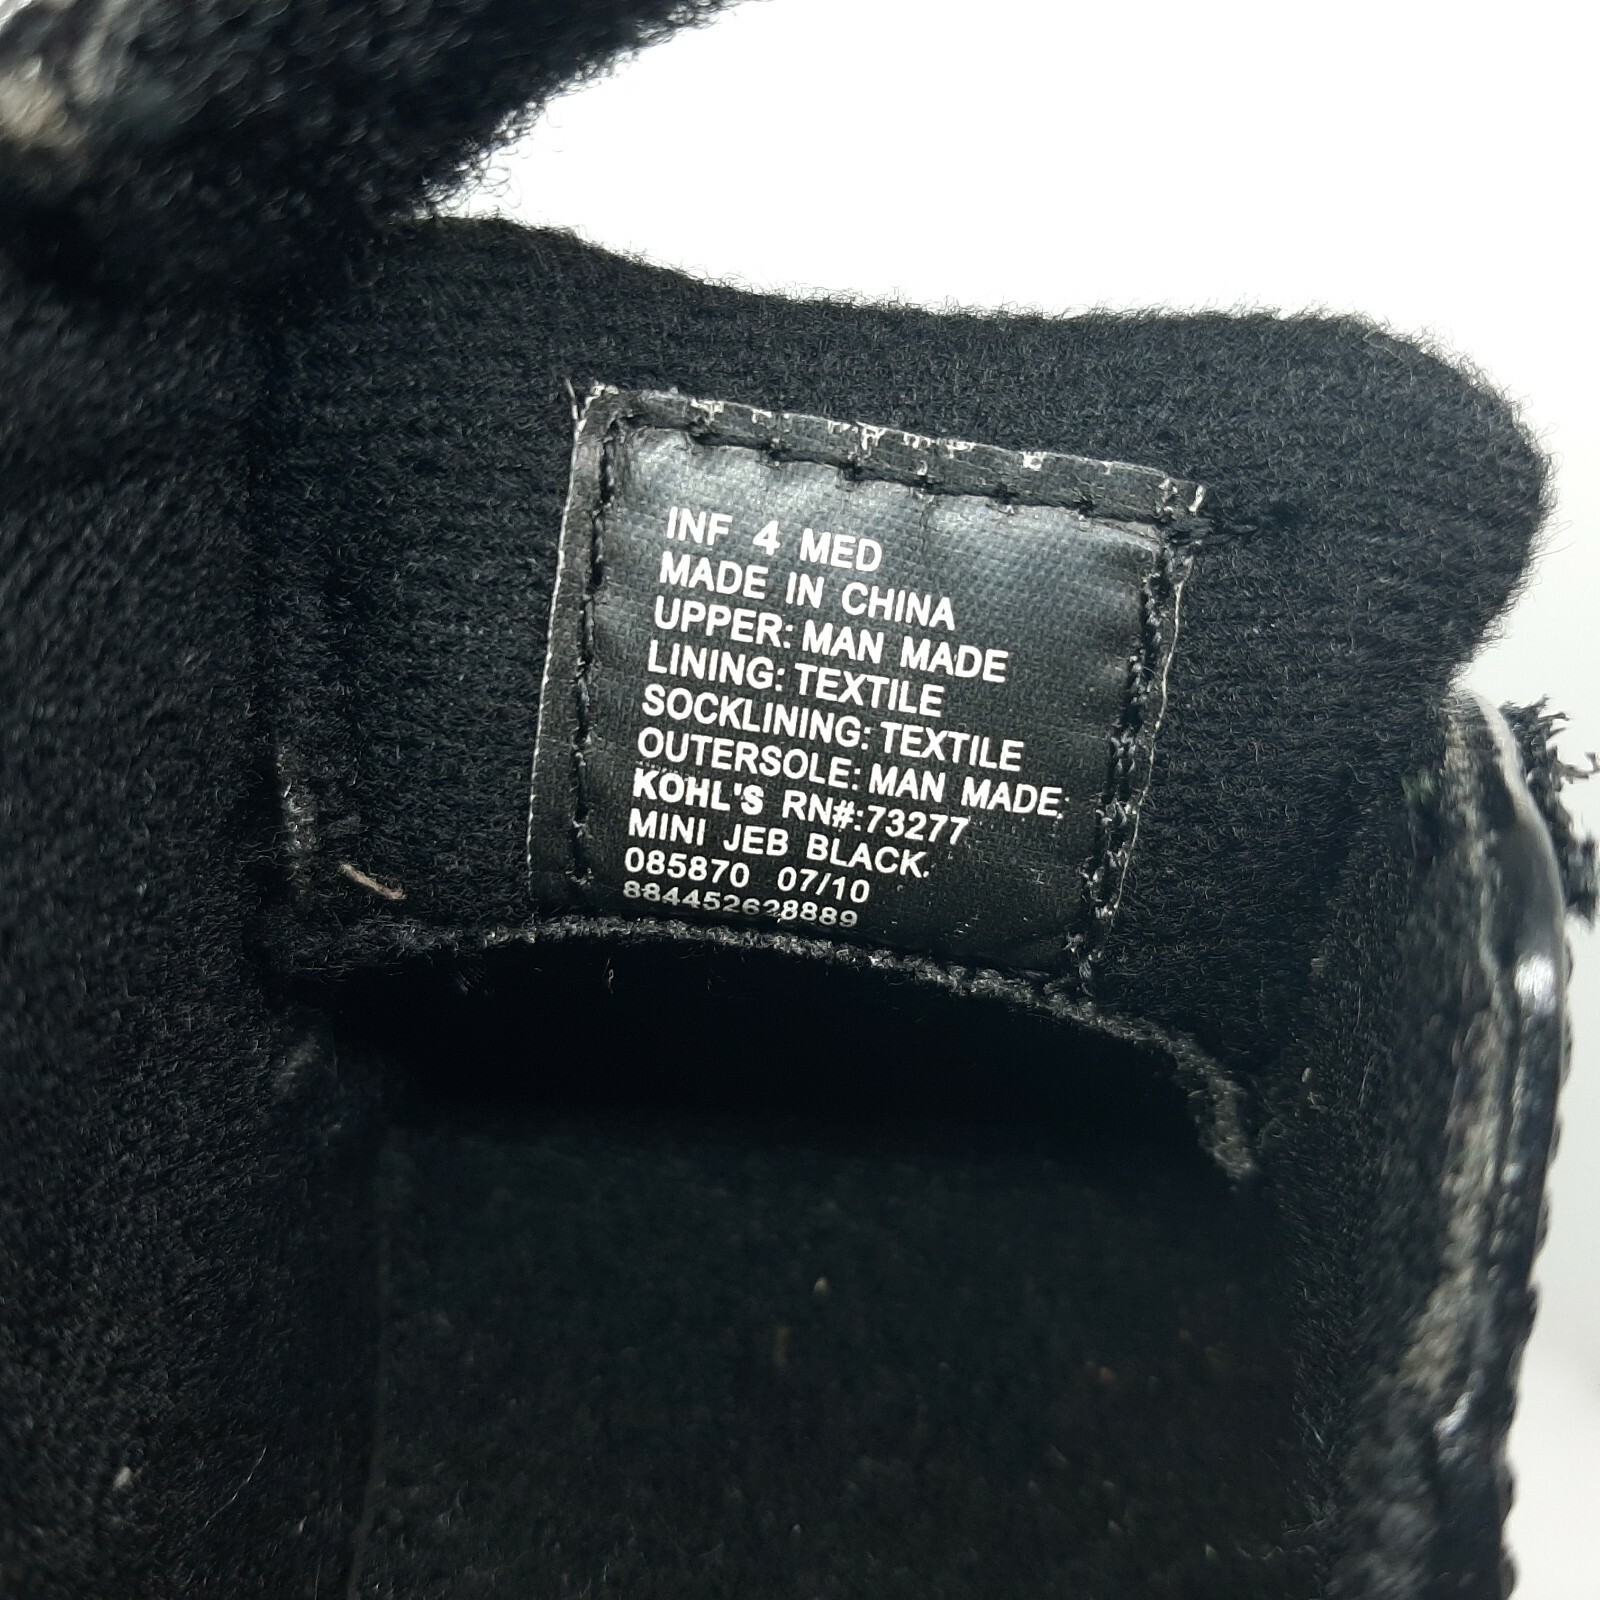 INF 4 MED
MADE IN CHINA
UPPER: MAN MADE
LINING: TEXTILE
SOCKLINING: TEXTILE
OUTERSOLE: MAN MADE:
KOHL'S RN#:73277
MINI JEB BLACK.
085870 07/10
884452628889